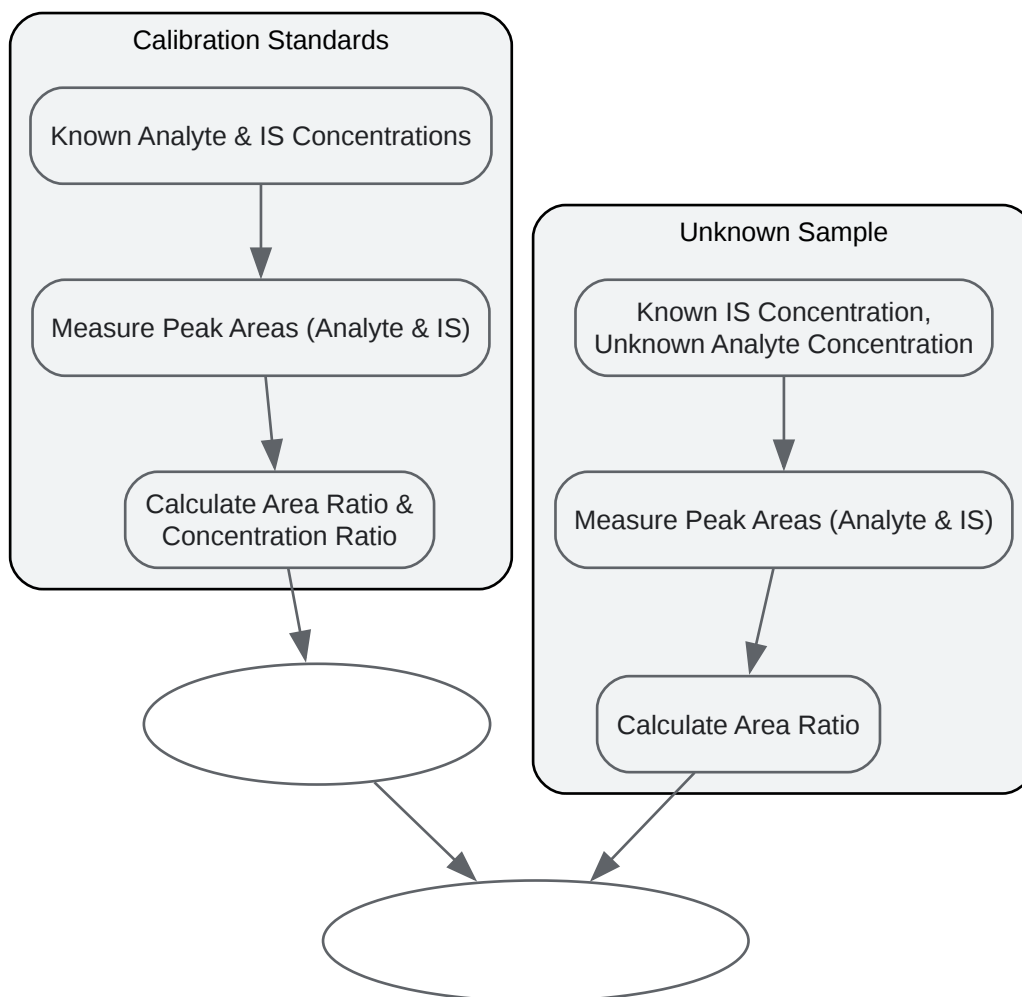 Calibration Standards
Known Analyte & IS Concentrations
Measure Peak Areas (Analyte & IS)
Calculate Area Ratio &
Concentration Ratio
Unknown Sample
Known IS Concentration,
Unknown Analyte Concentration
Measure Peak Areas (Analyte & IS)
Calculate Area Ratio